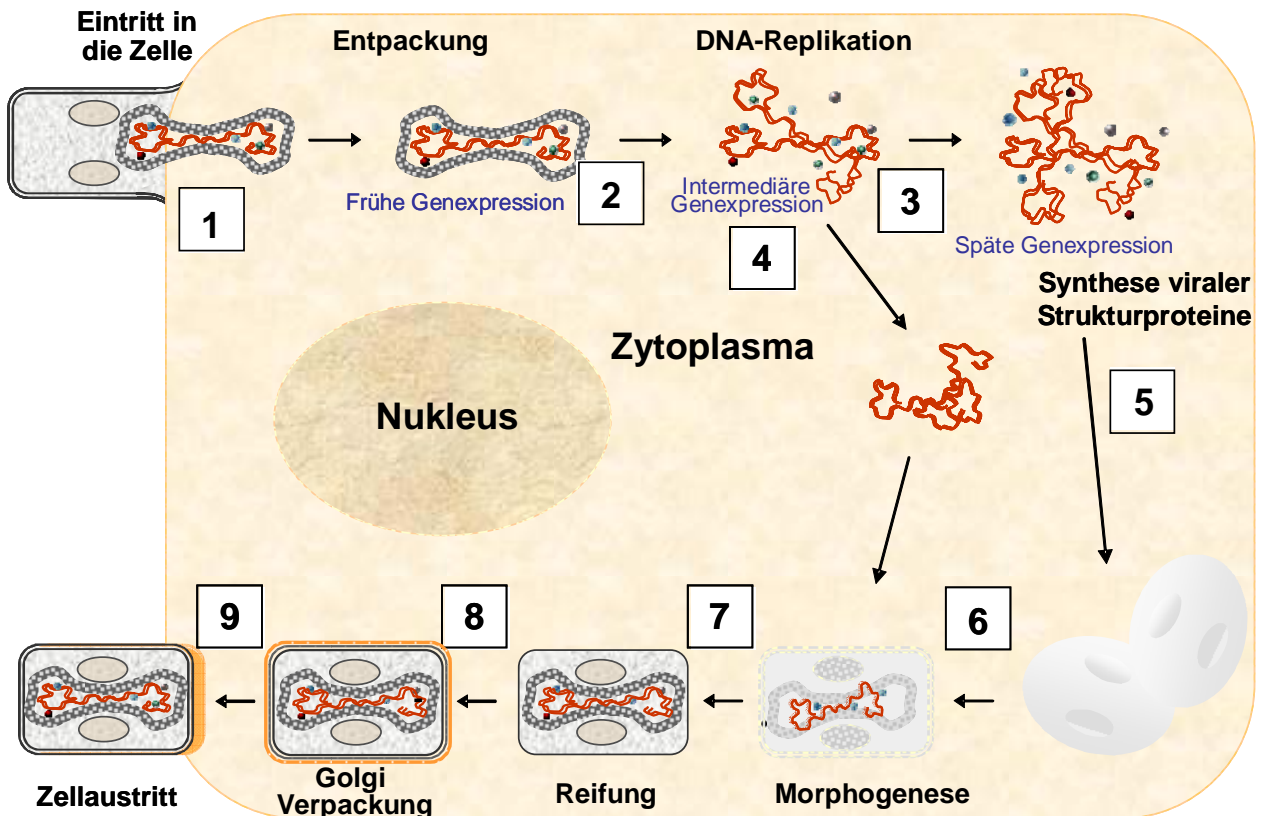 Eintritt in
die Zelle
Entpackung
DNA-Replikation
1
Frühe Genexpression
2
Intermediäre
Genexpression
3
4
Späte Genexpression
Synthese viraler
Strukturproteine
Zytoplasma
Nukleus
5
9
8
7
6
Zellaustritt
Golgi
Verpackung
Reifung
Morphogenese